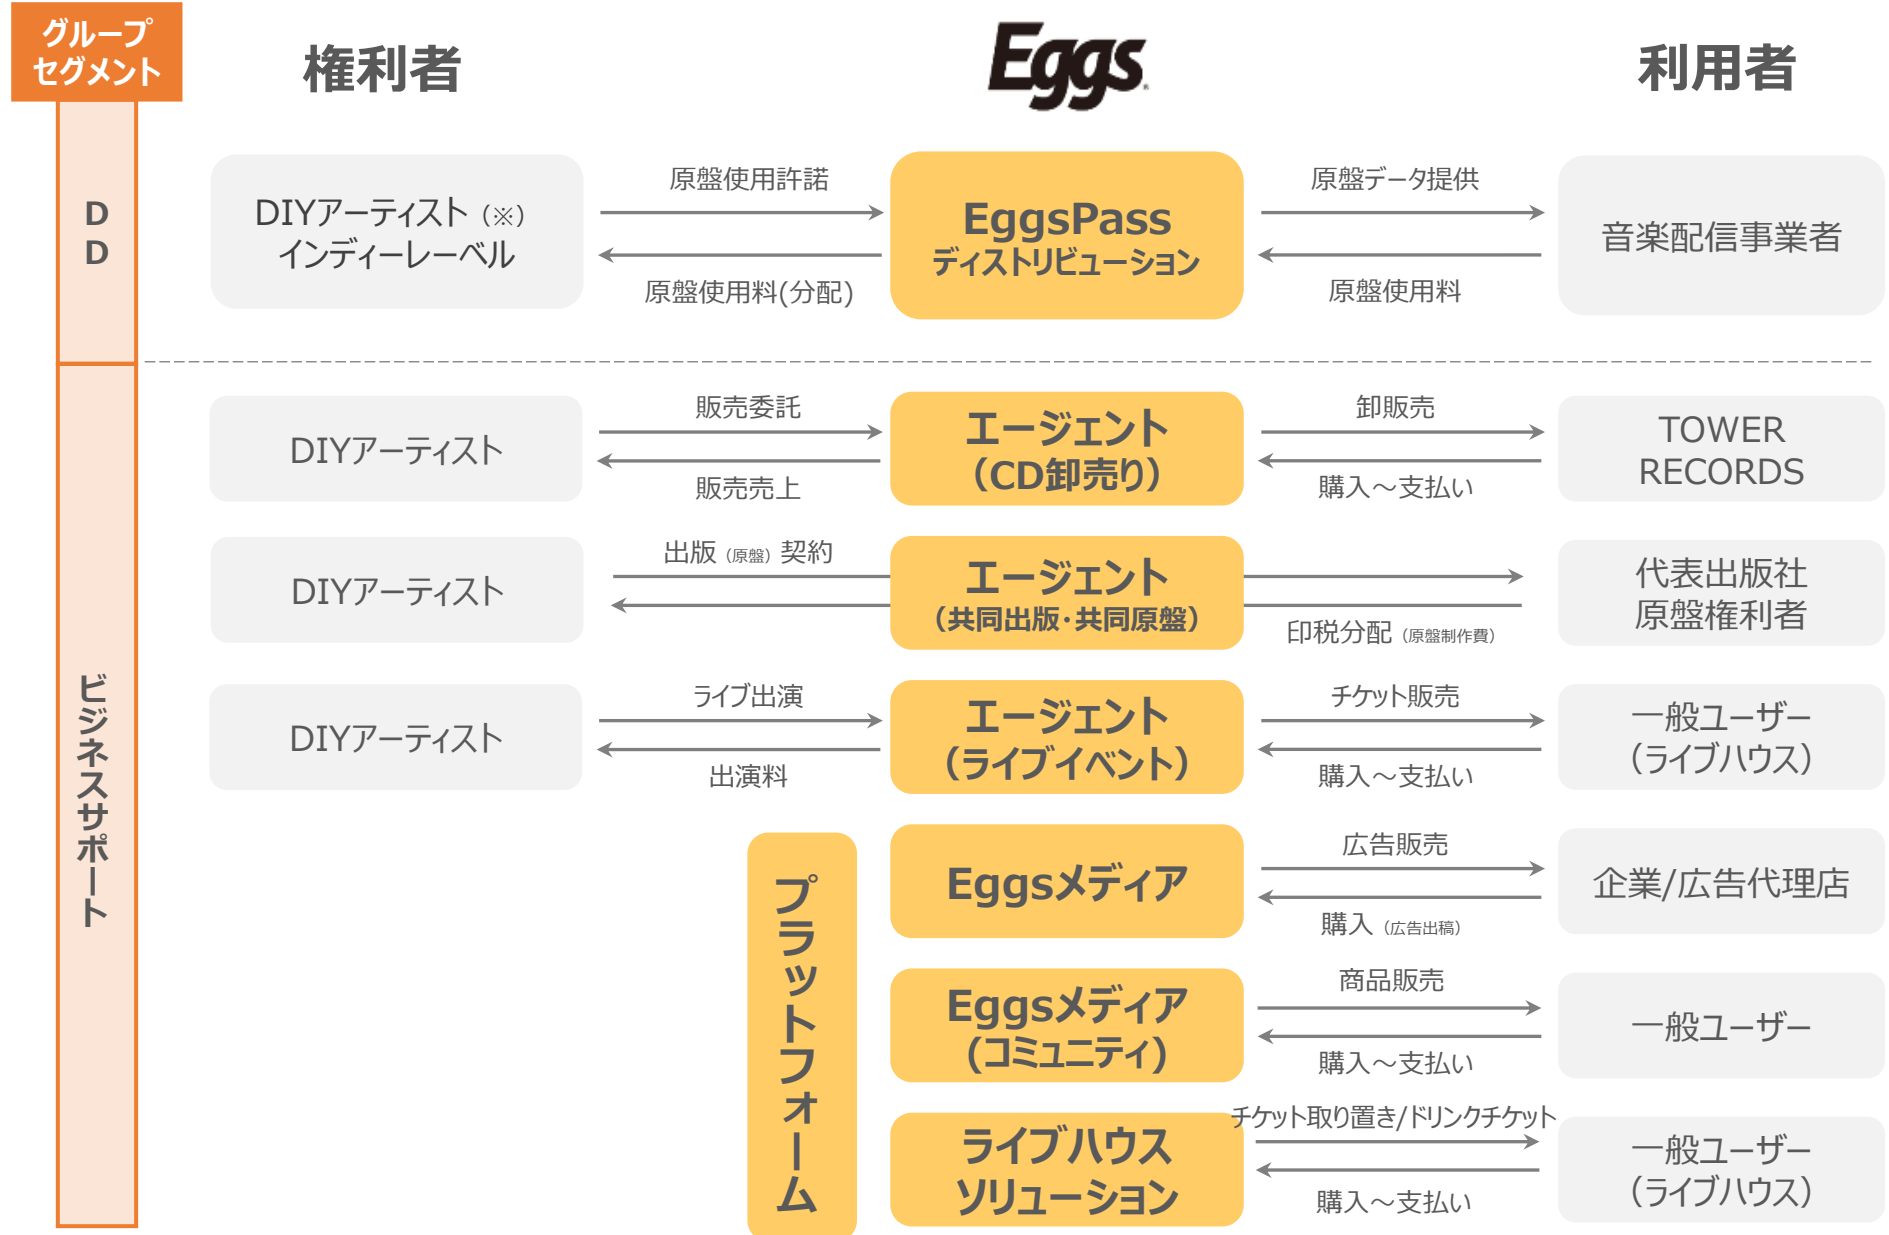 グループ
セグメント
権利者
Eggs®
利用者
DD
DIYアーティスト（※）
インディーレーベル
原盤使用許諾
原盤使用料(分配)
EggsPass
ディストリビューション
原盤データ提供
原盤使用料
音楽配信事業者
ビジネスサポート
DIYアーティスト
販売委託
販売売上
エージェント
（CD卸売り）
卸販売
購入～支払い
TOWER
RECORDS
DIYアーティスト
出版（原盤）契約
エージェント
（共同出版・共同原盤）
印税分配（原盤制作費）
代表出版社
原盤権利者
DIYアーティスト
ライブ出演
出演料
エージェント
（ライブイベント）
チケット販売
購入～支払い
一般ユーザー
（ライブハウス）
プラットフォーム
Eggsメディア
広告販売
購入（広告出稿）
企業/広告代理店
Eggsメディア
(コミュニティ)
商品販売
購入～支払い
一般ユーザー
ライブハウス
ソリューション
チケット取り置き/ドリンクチケット
購入～支払い
一般ユーザー
（ライブハウス）